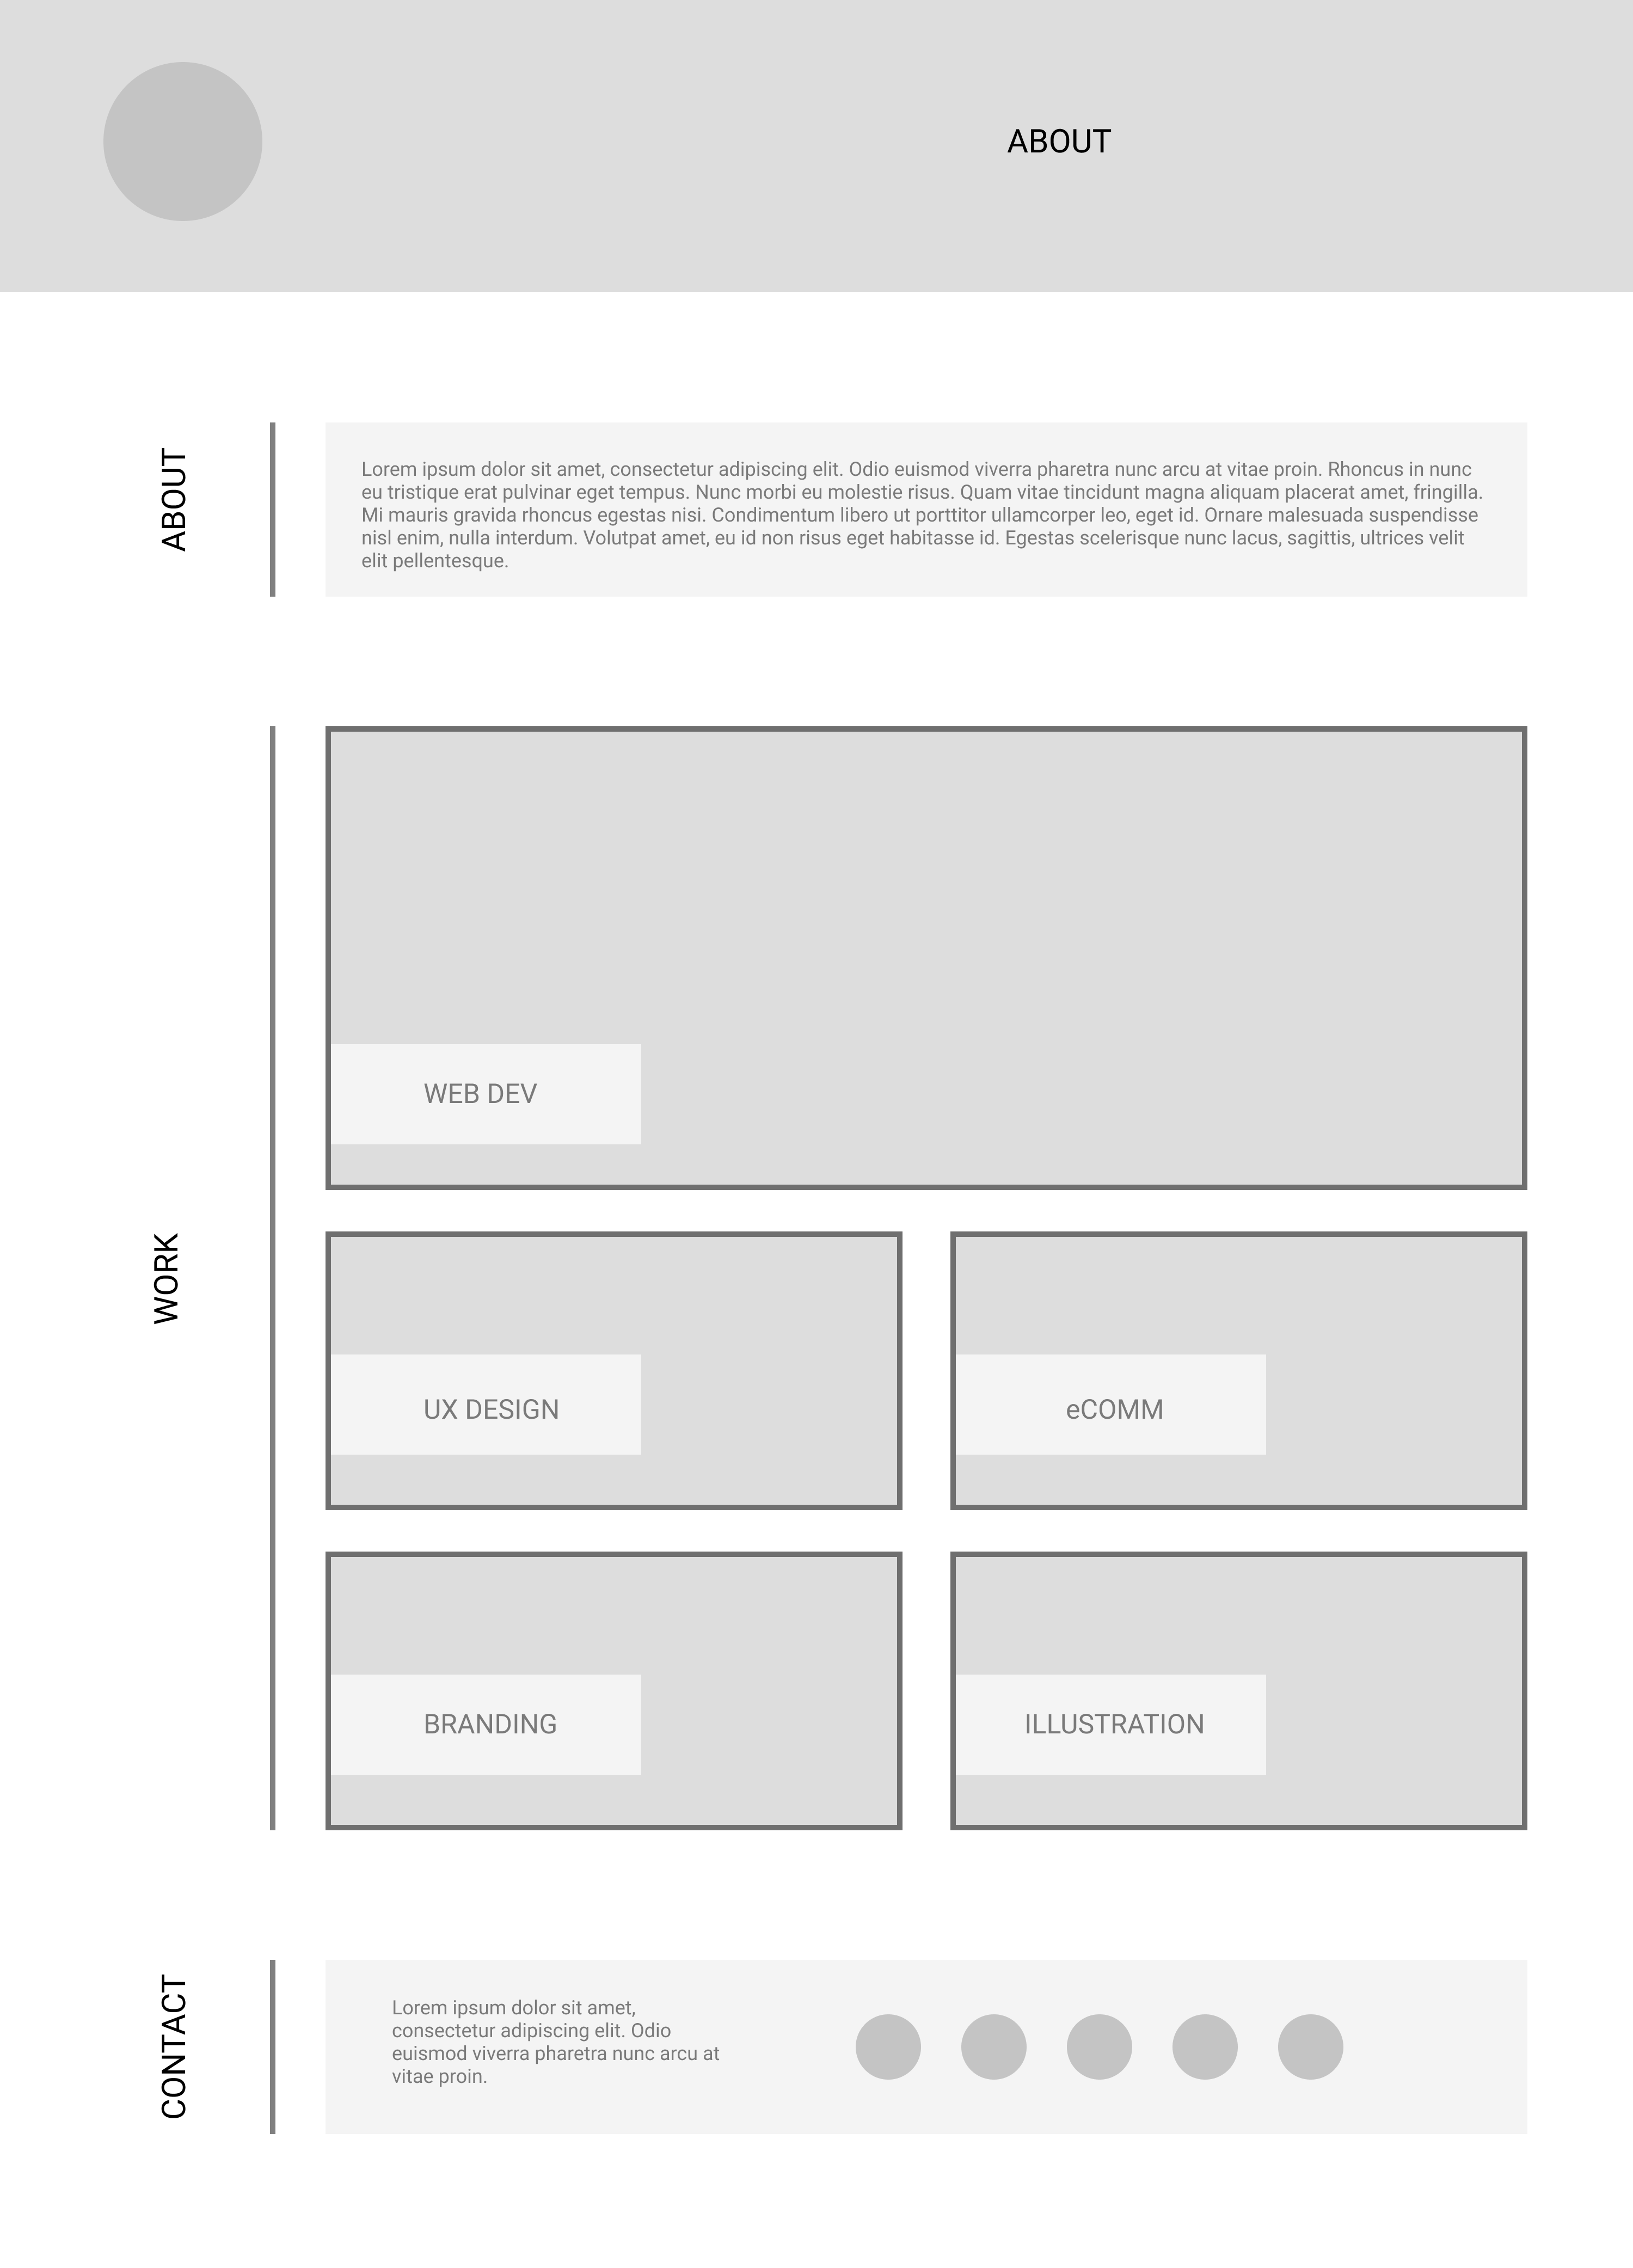 ABOUT
ABOUT
Lorem ipsum dolor sit amet, consectetur adipiscing elit. Odio euismod viverra pharetra nunc arcu at vitae proin. Rhoncus in nunc
eu tristique erat pulvinar eget tempus. Nunc morbi eu molestie risus. Quam vitae tincidunt magna aliquam placerat amet, fringilla.
Mi mauris gravida rhoncus egestas nisi. Condimentum libero ut porttitor ullamcorper leo, eget id. Ornare malesuada suspendisse
nisl enim, nulla interdum. Volutpat amet, eu id non risus eget habitasse id. Egestas scelerisque nunc lacus, sagittis, ultrices velit
elit pellentesque.
WORK
WEB DEV
UX DESIGN
eCOMM
BRANDING
ILLUSTRATION
CONTACT
Lorem ipsum dolor sit amet,
consectetur adipiscing elit. Odio
euismod viverra pharetra nunc arcu at
vitae proin.